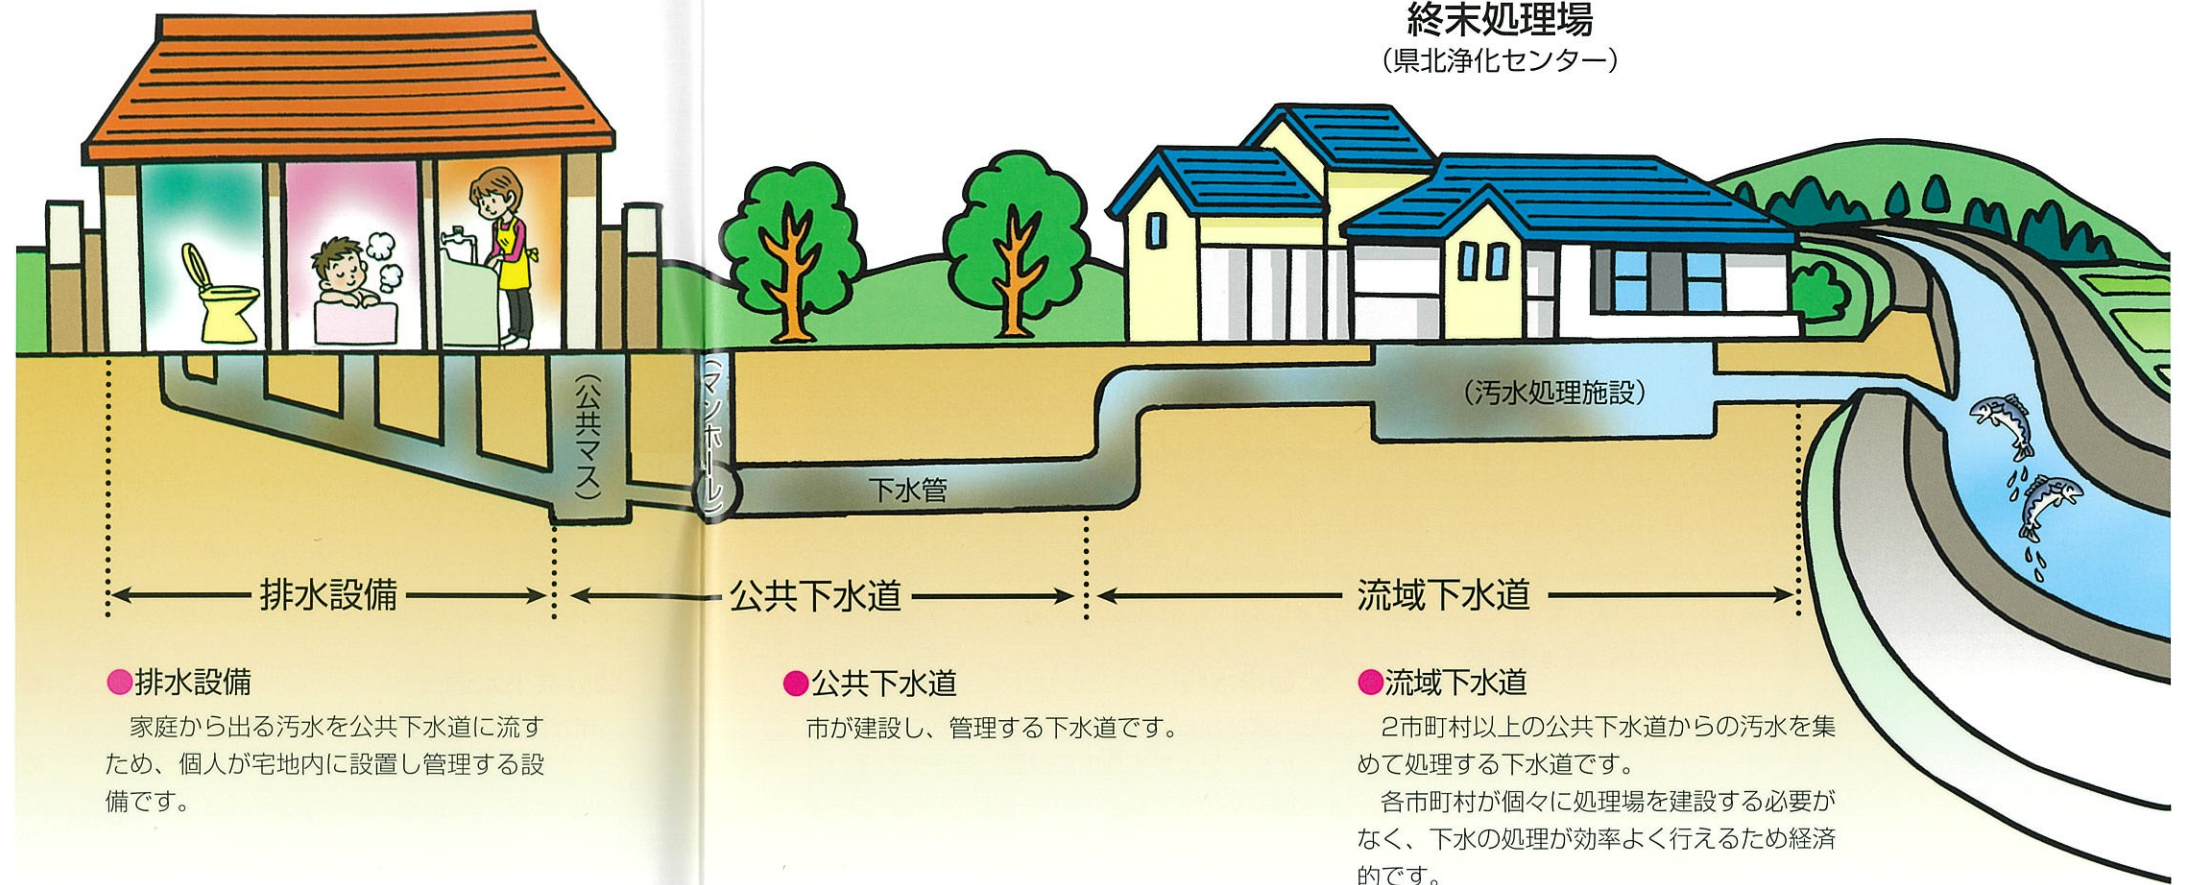 終末処理場
（県北浄化センター）
（公共マス）
（マンホール）
下水管
（汚水処理施設）
排水設備
公共下水道
流域下水道
●排水設備
家庭から出る汚水を公共下水道に流す
ため、個人が宅地内に設置し管理する設
備です。
●公共下水道
市が建設し、管理する下水道です。
●流域下水道
2市町村以上の公共下水道からの汚水を集
めて処理する下水道です。
各市町村が個々に処理場を建設する必要が
なく、下水の処理が効率よく行えるため経済
的です。